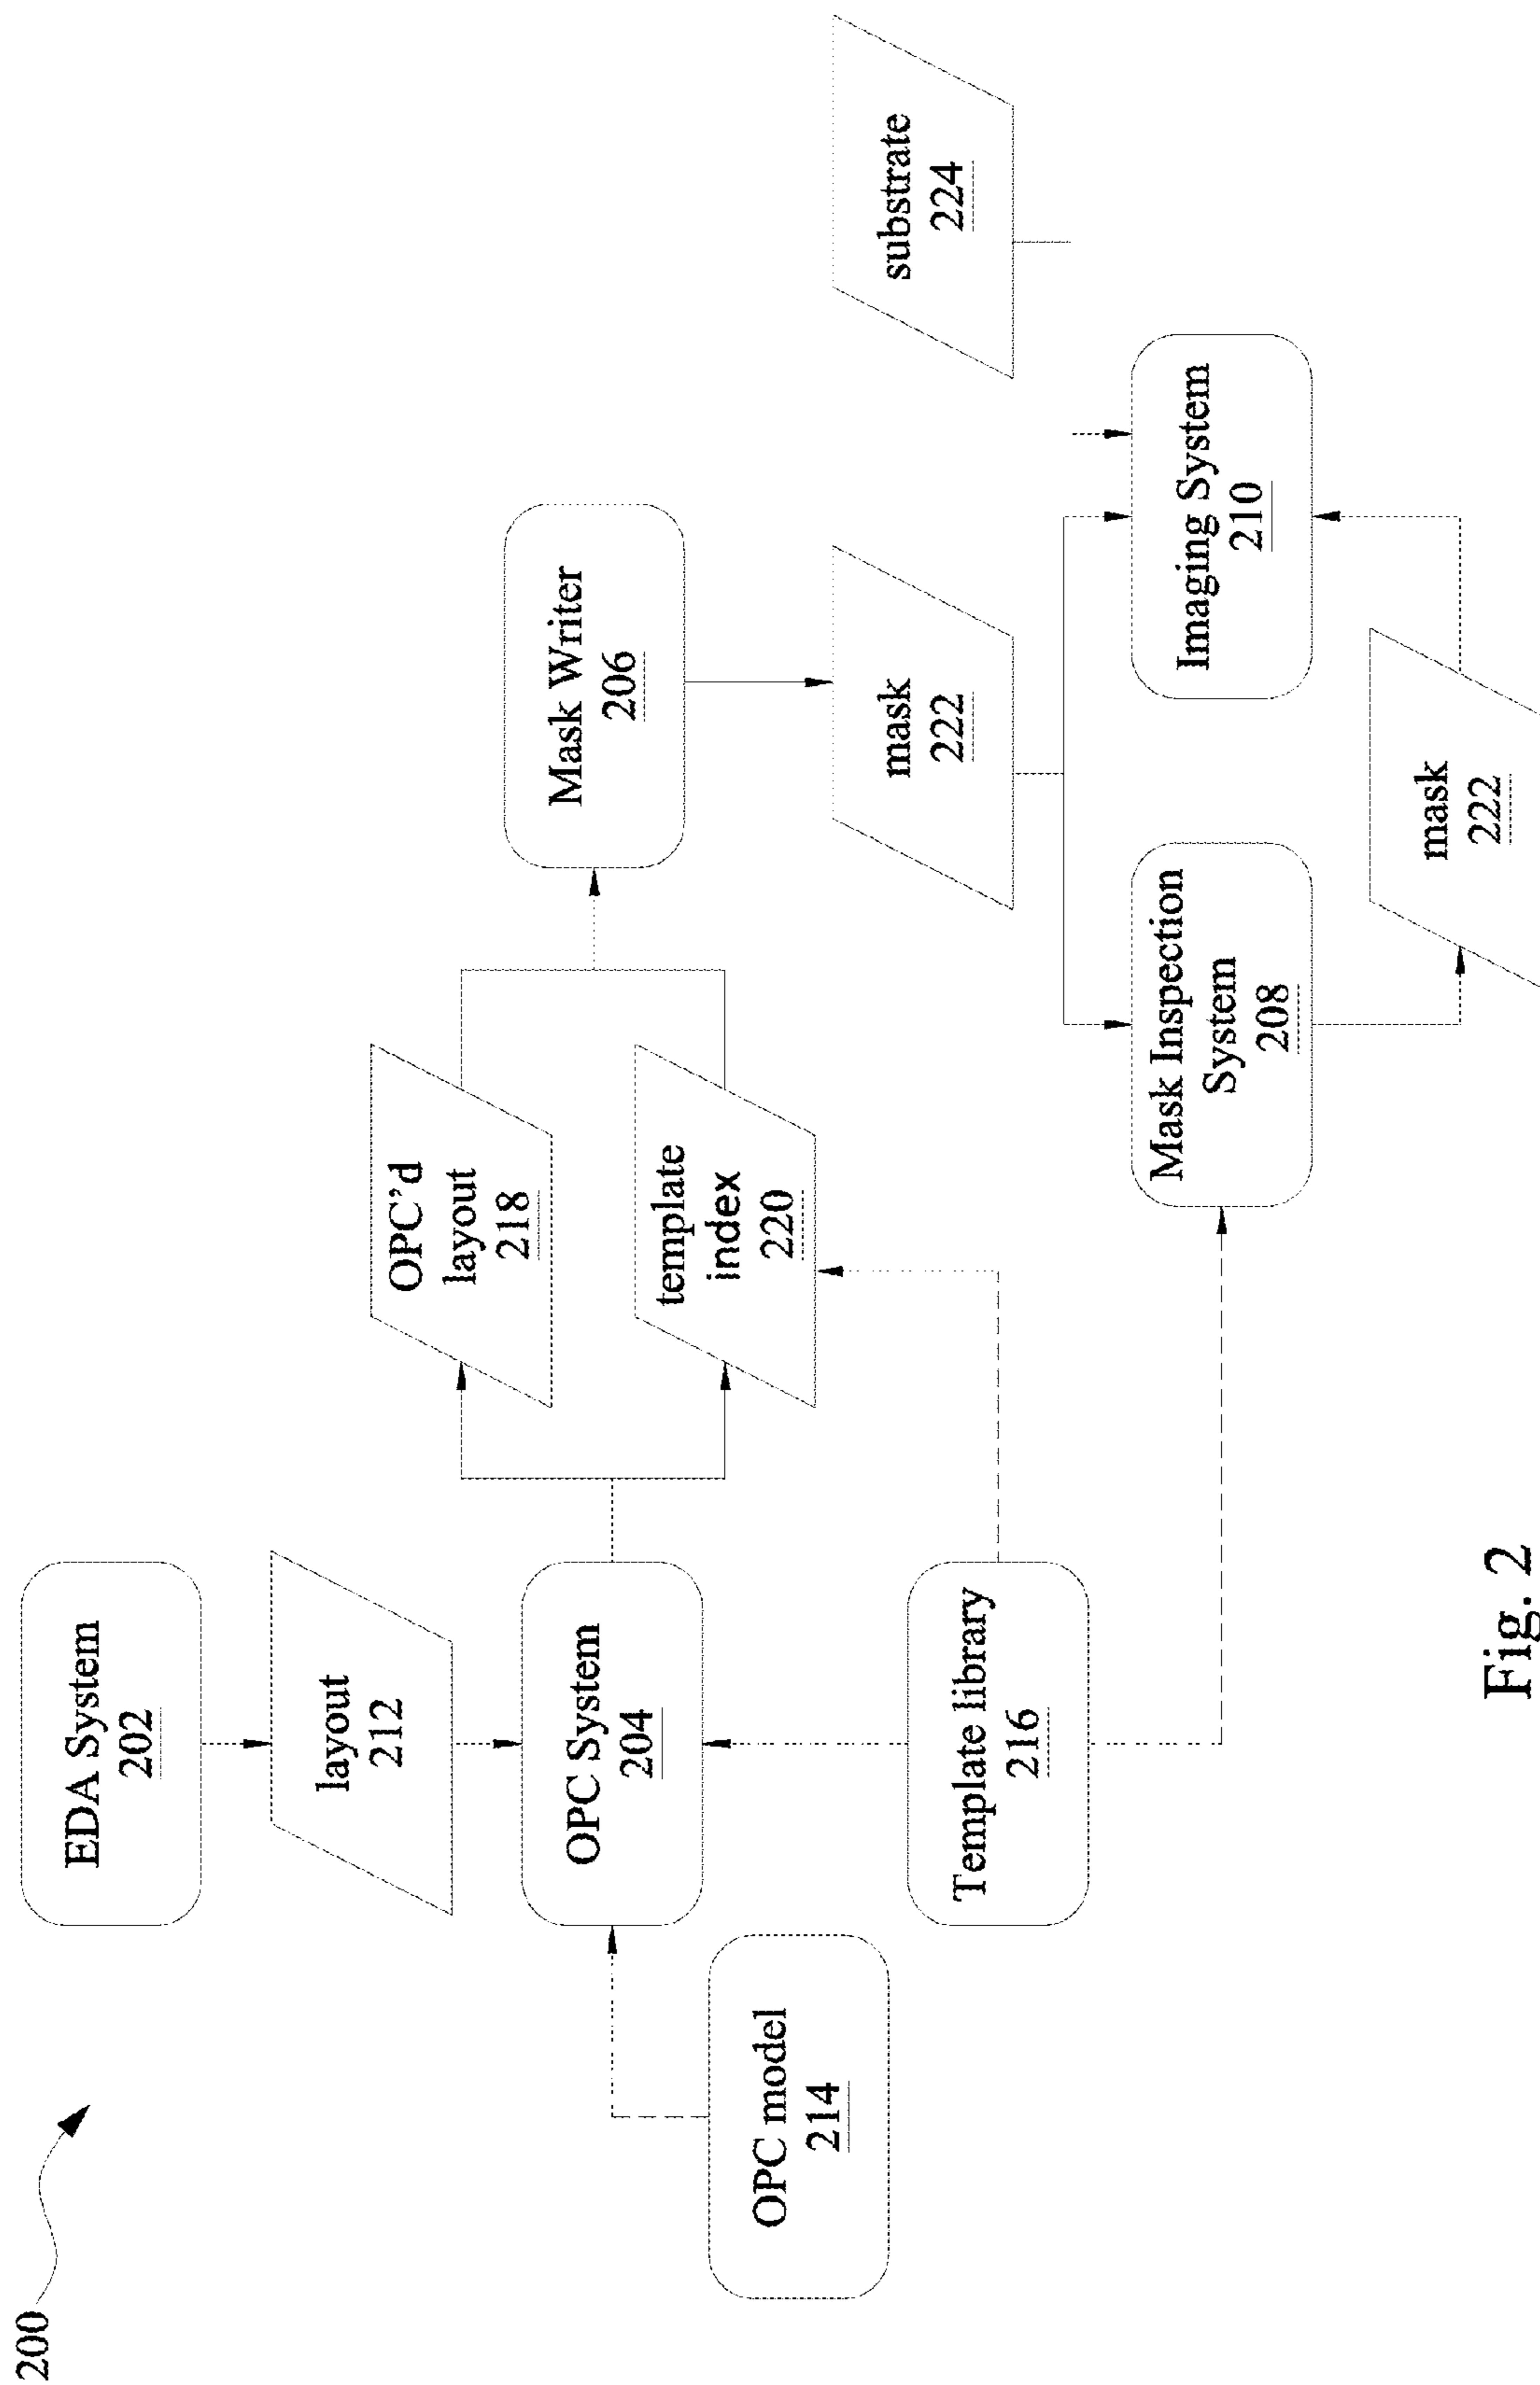 200
EDA System
202
layout
212
OPC System
204
OPC model
214
Template library
216
OPC'd
layout
218
template
index
220
Mask Writer
206
mask
222
substrate
224
Mask Inspection
System
208
Imaging System
210
mask
222
Fig. 2